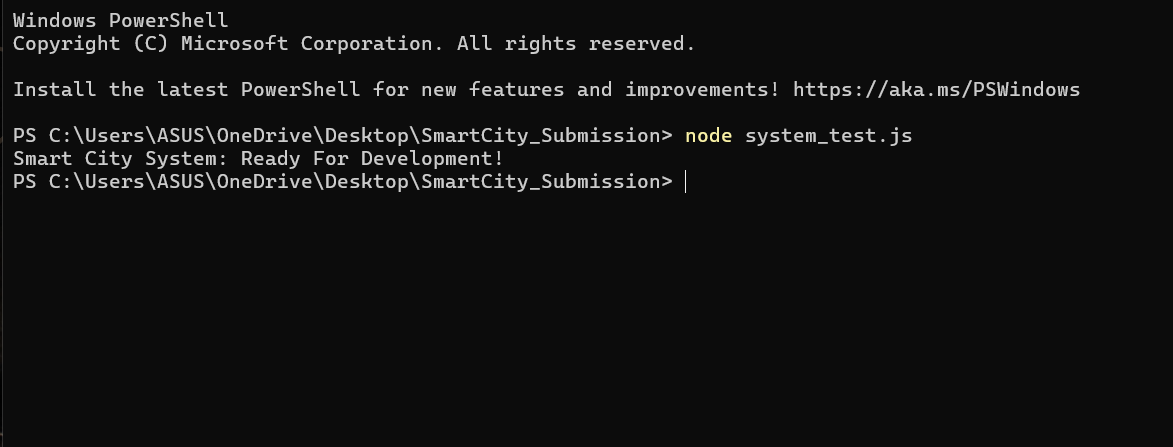 Windows PowerShell
Copyright (C) Microsoft Corporation. All rights reserved.
Install the latest PowerShell for new features and improvements! https://aka.ms/PSWindows
PS C:\Users\ASUS\OneDrive\Desktop\SmartCity_Submission> node system_test.js
Smart City System: Ready For Development!
PS C:\Users\ASUS\OneDrive\Desktop\SmartCity_Submission>